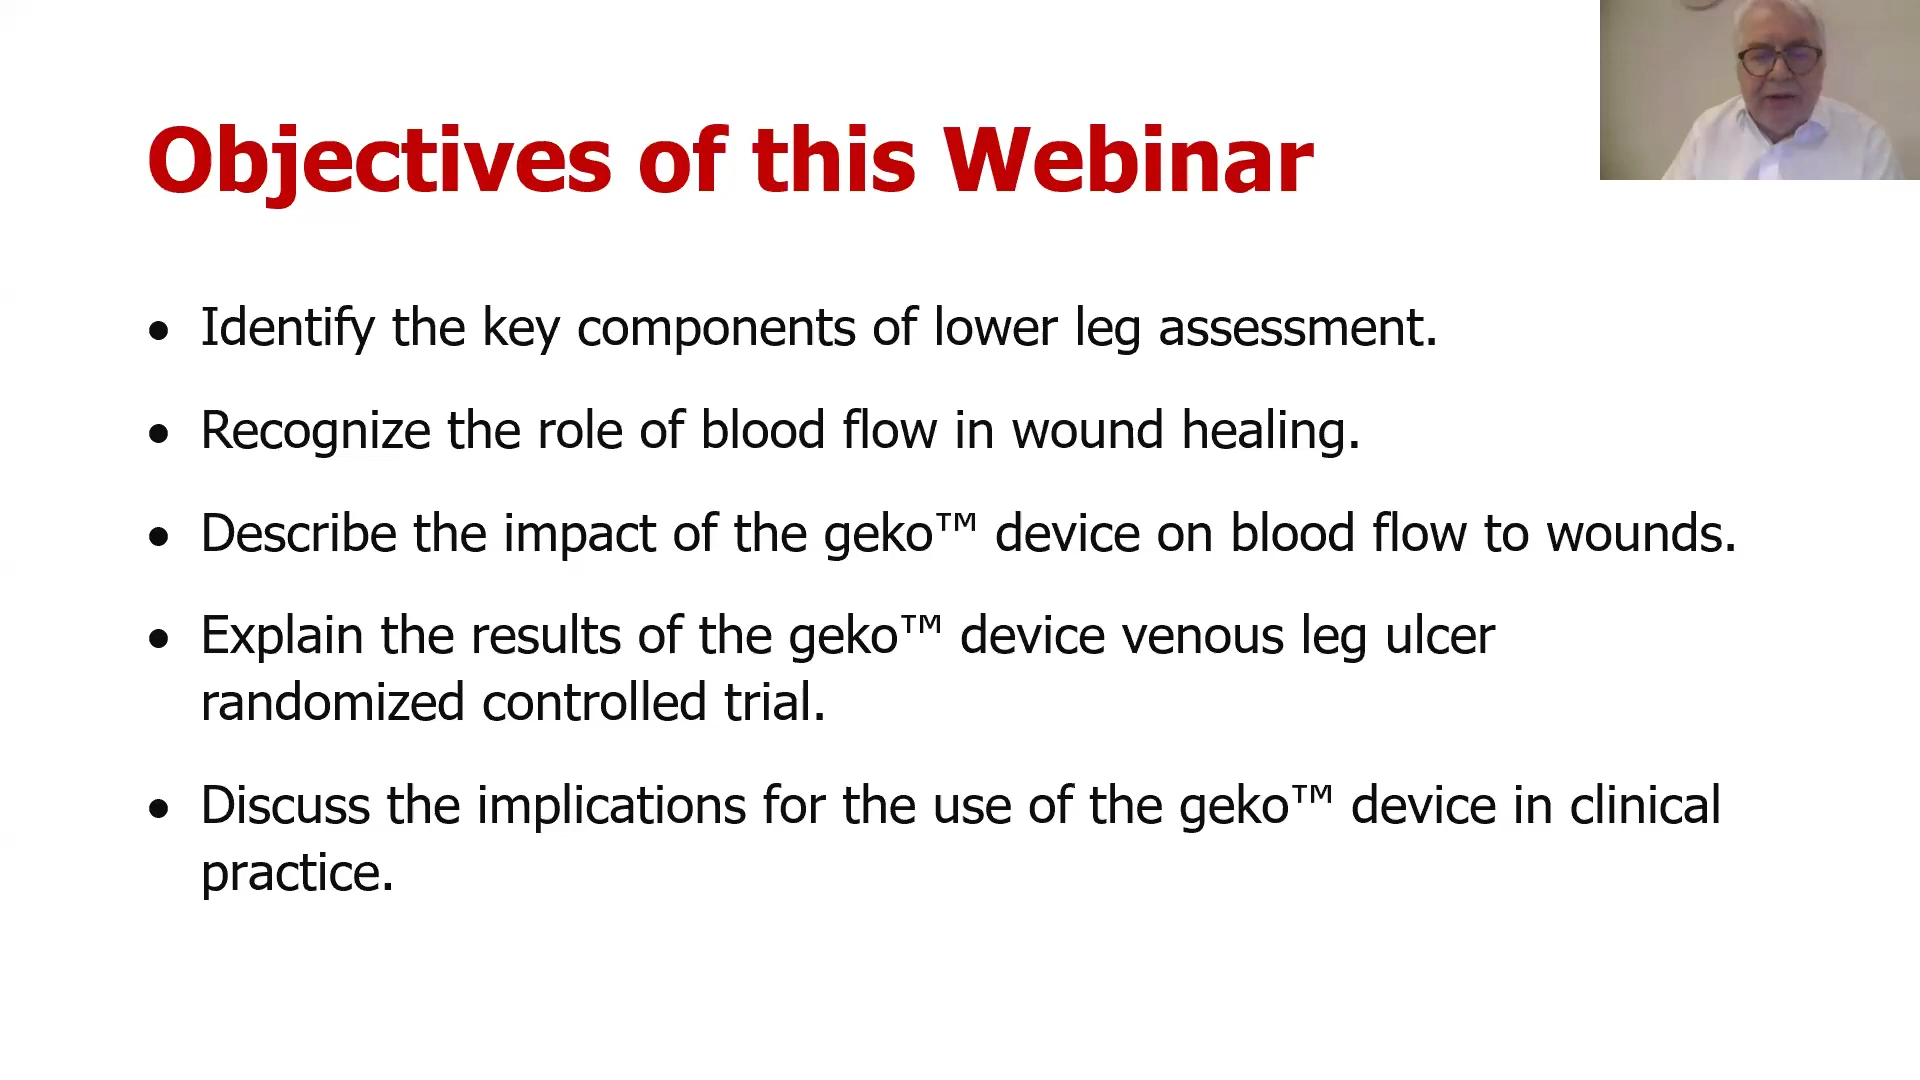 Objectives of this Webinar
• Identify the key components of lower leg assessment.
• Recognize the role of blood flow in wound healing.
• Describe the impact of the geko™ device on blood flow to wounds.
• Explain the results of the geko™ device venous leg ulcer
randomized controlled trial.
• Discuss the implications for the use of the geko™ device in clinical
practice.